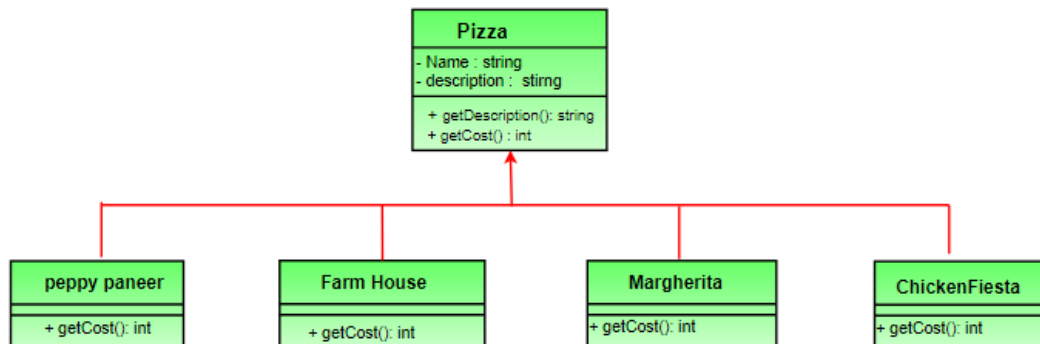 Pizza
- Name : string
- description : stirng
+ getDescription(): string
+ getCost() : int
peppy paneer
+ getCost(): int
Farm House
+ getCost(): int
Margherita
+ getCost(): int
ChickenFiesta
+ getCost(): int